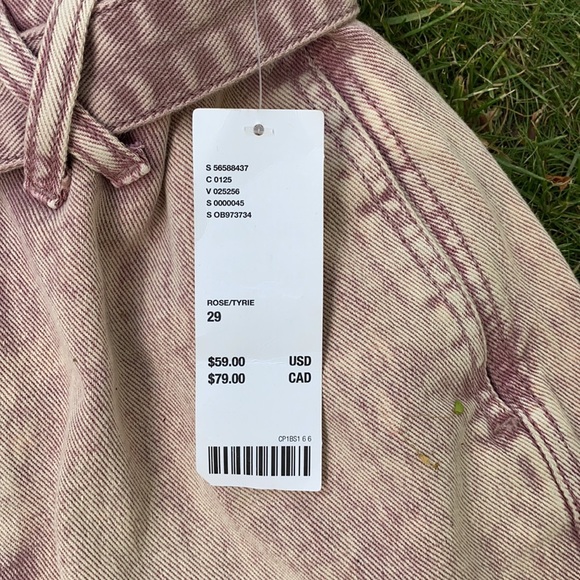 S 56588437
C 0125
V 025256
S 0000045
S OB973734
ROSE/TYRIE
29
$59.00 USD
$79.00 CAD
CP1BS1 6 6